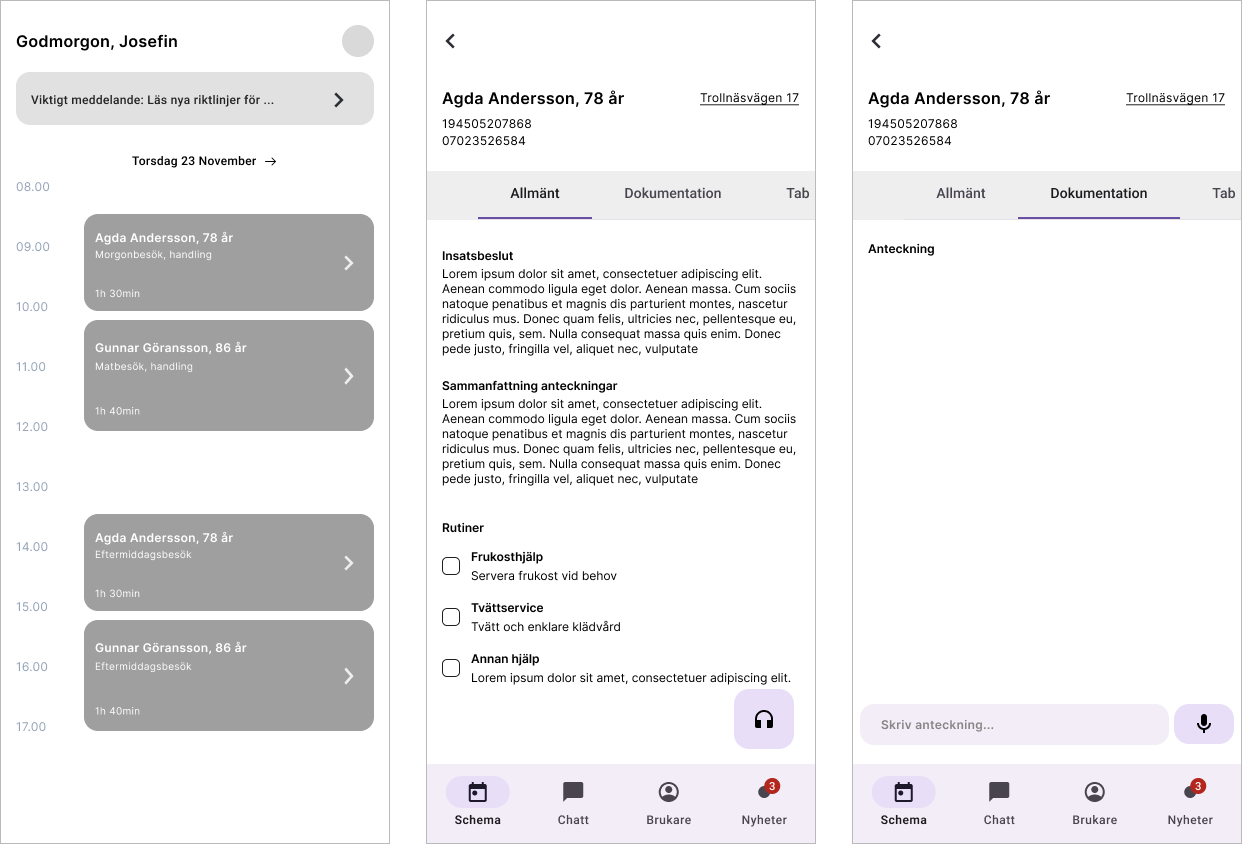 Godmorgon, Josefin
Viktigt meddelande: Läs nya riktlinjer för ...
Torsdag 23 November →
08.00
09.00
Agda Andersson, 78 år
Morgonbesök, handling
1h 30min
10.00
Gunnar Göransson, 86 år
11.00
Matbesök, handling
1h 40min
12.00
13.00
Agda Andersson, 78 år
14.00
Eftermiddagsbesök
1h 30min
15.00
Gunnar Göransson, 86 år
16.00
Eftermiddagsbesök
1h 40min
17.00
Agda Andersson, 78 år
Trollnäsvägen 17
194505207868
07023526584
Allmänt Dokumentation Tab
Insatsbeslut
Lorem ipsum dolor sit amet, consectetuer adipiscing elit.
Aenean commodo ligula eget dolor. Aenean massa. Cum sociis
natoque penatibus et magnis dis parturient montes, nascetur
ridiculus mus. Donec quam felis, ultricies nec, pellentesque eu,
pretium quis, sem. Nulla consequat massa quis enim. Donec
pede justo, fringilla vel, aliquet nec, vulputate
Sammanfattning anteckningar
Lorem ipsum dolor sit amet, consectetuer adipiscing elit.
Aenean commodo ligula eget dolor. Aenean massa. Cum sociis
natoque penatibus et magnis dis parturient montes, nascetur
ridiculus mus. Donec quam felis, ultricies nec, pellentesque eu,
pretium quis, sem. Nulla consequat massa quis enim. Donec
pede justo, fringilla vel, aliquet nec, vulputate
Rutiner
Frukosthjälp
Servera frukost vid behov
Tvättservice
Tvätt och enklare klädvård
Annan hjälp
Lorem ipsum dolor sit amet, consectetuer adipiscing elit.
3
Schema Chatt Brukare Nyheter
Agda Andersson, 78 år
Trollnäsvägen 17
194505207868
07023526584
Allmänt Dokumentation Tab
Anteckning
Skriv anteckning...
3
Schema Chatt Brukare Nyheter